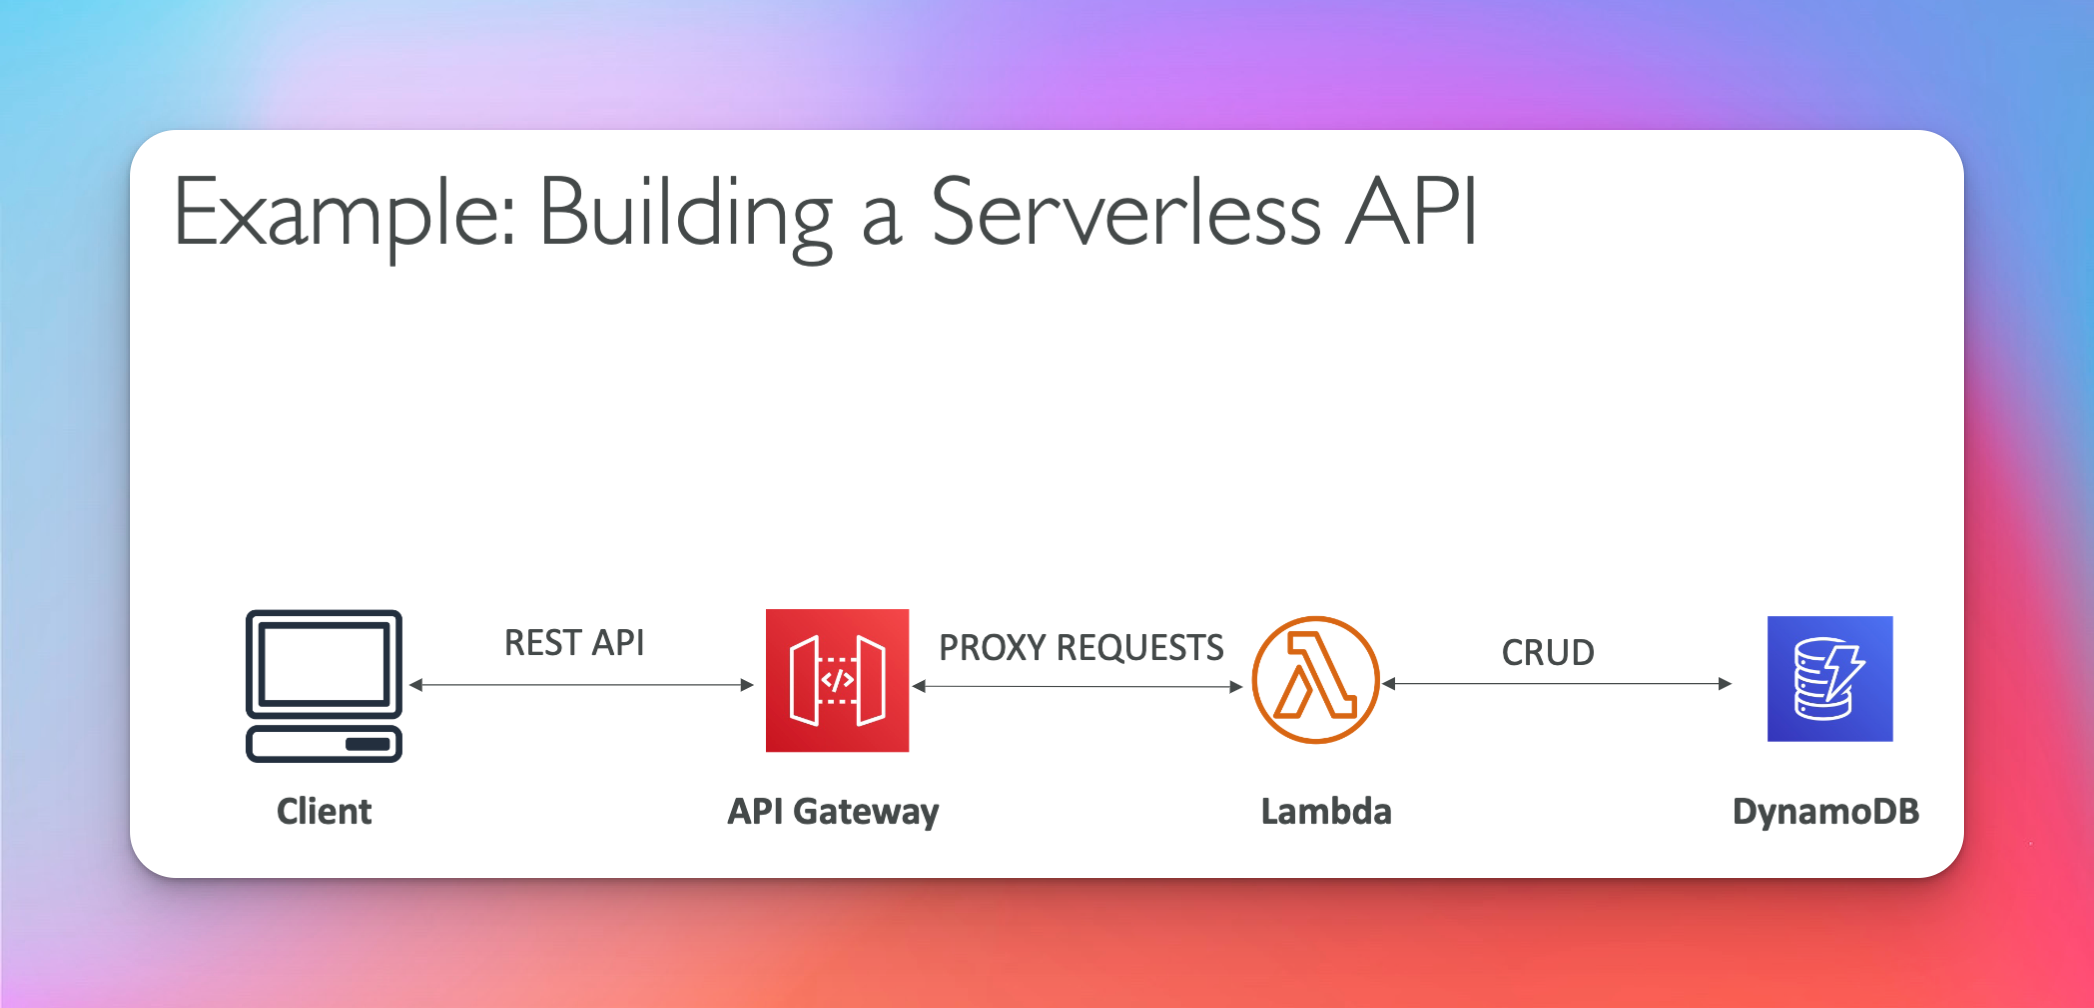 Example: Building a Serverless API
REST API
PROXY REQUESTS
CRUD
</>
Client
API Gateway
Lambda
DynamoDB